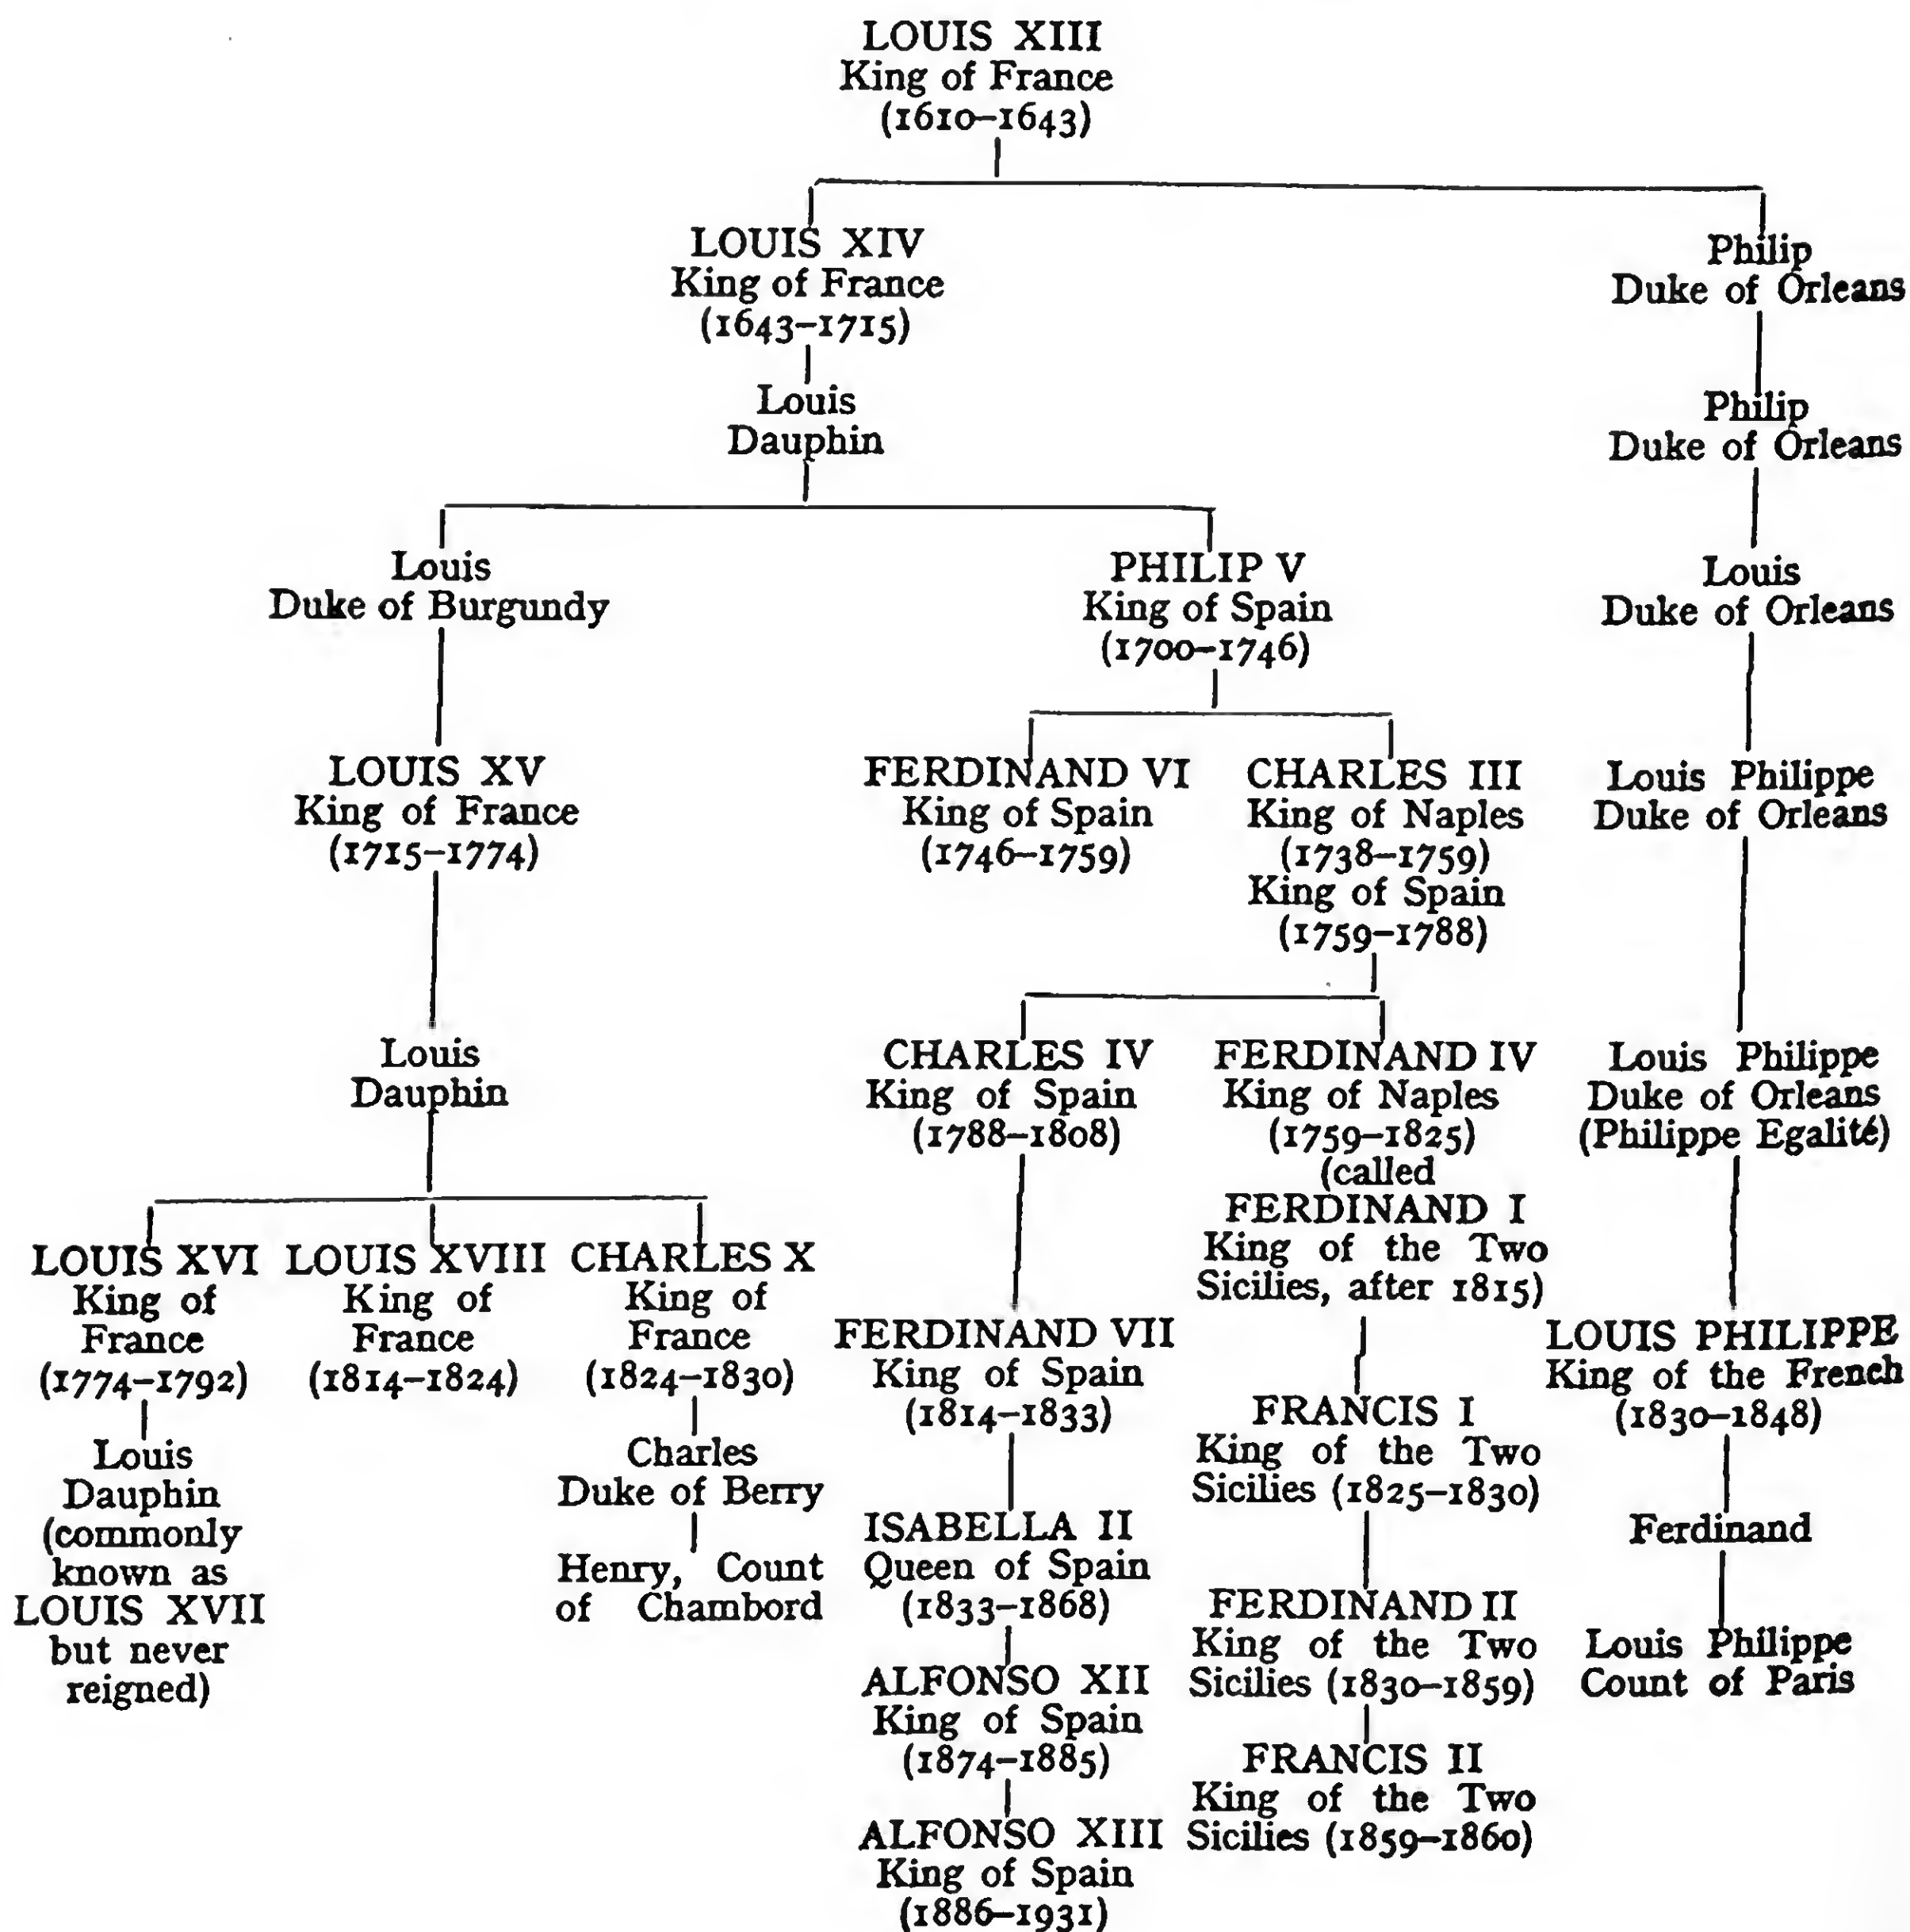 LOUIS XIII
King of France
(1610–1643)
LOUIS XIV
King of France
(1643–1715)
Philip
Duke of Orleans
Louis
Dauphin
Philip
Duke of Orleans
Louis
Duke of Burgundy
PHILIP V
King of Spain
(1700–1746)
Louis
Duke of Orleans
LOUIS XV
King of France
(1715–1774)
FERDINAND VI
King of Spain
(1746–1759)
CHARLES III
King of Naples
(1738–1759)
King of Spain
(1759–1788)
Louis Philippe
Duke of Orleans
Louis
Dauphin
CHARLES IV
King of Spain
(1788–1808)
FERDINAND IV
King of Naples
(1759–1825)
(called
FERDINAND I
King of the Two
Sicilies, after 1815)
Louis Philippe
Duke of Orleans
(Philippe Egalité)
LOUIS XVI
King of
France
(1774–1792)
LOUIS XVIII
King of
France
(1814–1824)
CHARLES X
King of
France
(1824–1830)
FERDINAND VII
King of Spain
(1814–1833)
FRANCIS I
King of the Two
Sicilies (1825–1830)
LOUIS PHILIPPE
King of the French
(1830–1848)
Louis
Dauphin
(commonly
known as
LOUIS XVII
but never
reigned)
Charles
Duke of Berry
Henry, Count
of Chambord
ISABELLA II
Queen of Spain
(1833–1868)
FERDINAND II
King of the Two
Sicilies (1830–1859)
Ferdinand
Louis Philippe
Count of Paris
ALFONSO XII
King of Spain
(1874–1885)
FRANCIS II
King of the Two
Sicilies (1859–1860)
ALFONSO XIII
King of Spain
(1886–1931)